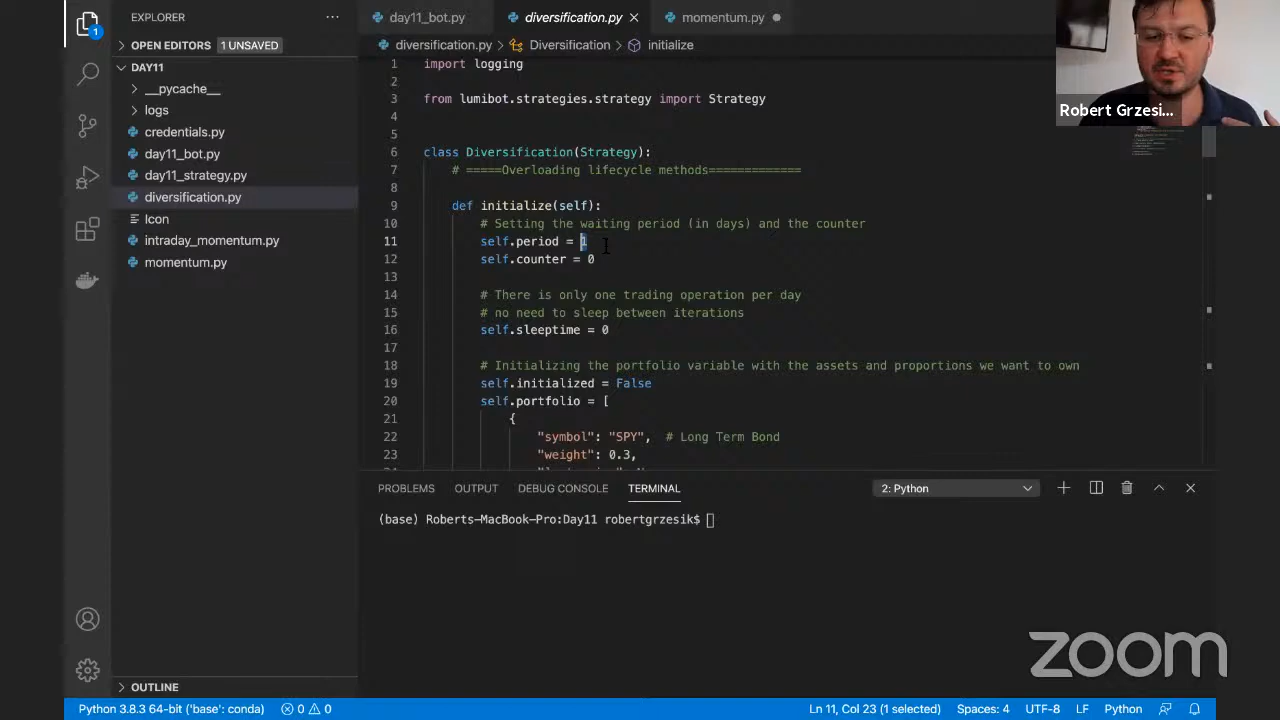 EXPLORER
OPEN EDITORS 1 UNSAVED
DAY11
__pycache__
logs
credentials.py
day11_bot.py
day11_strategy.py
diversification.py
Icon
intraday_momentum.py
momentum.py
OUTLINE
1
day11_bot.py diversification.py momentum.py
diversification.py > Diversification > initialize
1 import logging
2
3 from lumibot.strategies.strategy import Strategy
4
5
6 class Diversification(Strategy):
7 # =====Overloading lifecycle methods=============
8
9 def initialize(self):
10 # Setting the waiting period (in days) and the counter
11 self.period = 1
12 self.counter = 0
13
14 # There is only one trading operation per day
15 # no need to sleep between iterations
16 self.sleeptime = 0
17
18 # Initializing the portfolio variable with the assets and proportions we want to own
19 self.initialized = False
20 self.portfolio = [
21 {
22 "symbol": "SPY", # Long Term Bond
23 "weight": 0.3,
Robert Grzesi...
PROBLEMS OUTPUT DEBUG CONSOLE TERMINAL 2: Python
(base) Roberts-MacBook-Pro:Day11 robertgrzesik$
zoom
Python 3.8.3 64-bit ('base': conda) 0 0 Ln 11, Col 23 (1 selected) Spaces: 4 UTF-8 LF Python